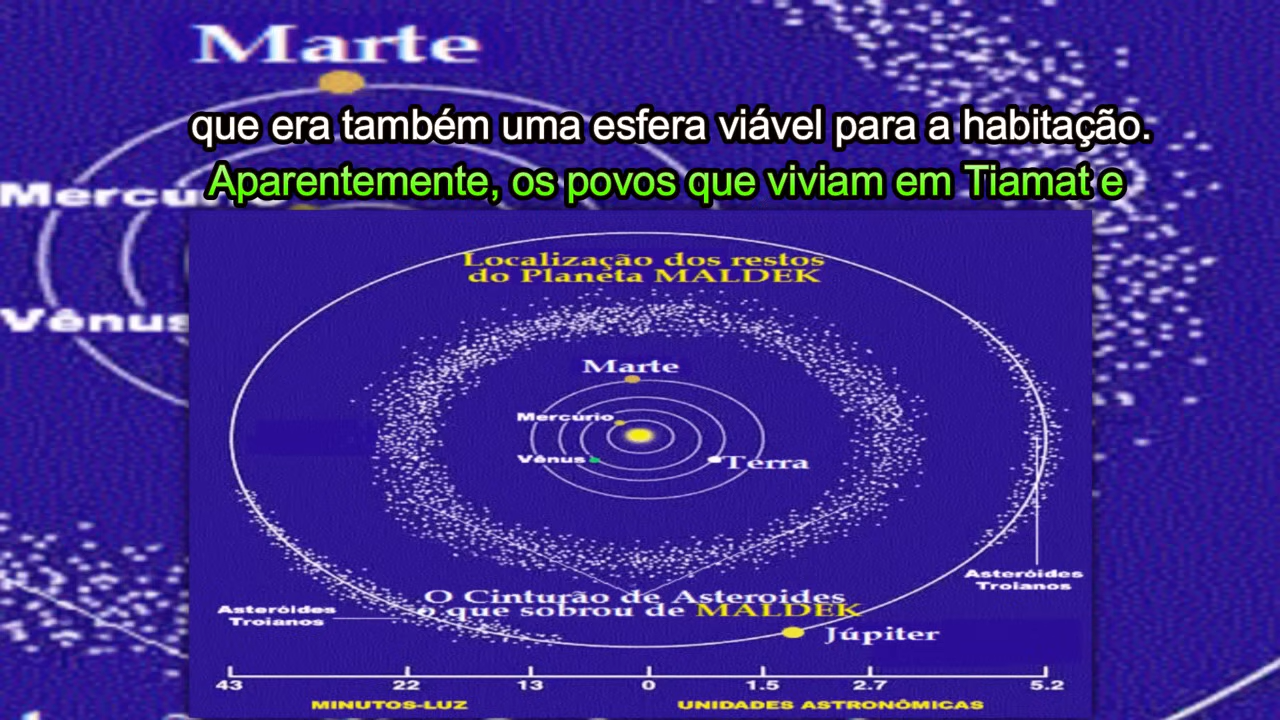 Marte
que era também uma esfera viável para a habitação.
Aparentemente, os povos que viviam em Tiamat e
Mercú
Vênus
Localização dos restos
do Planeta MALDEK
Marte
Mercúrio
Vênus
Terra
O Cinturão de Asteroides
o que sobrou de MALDEK
Asteróides
Troianos
Asteróides
Troianos
Júpiter
43 22 13 0 1.5 2.7 5.2
MINUTOS-LUZ UNIDADES ASTRONÔMICAS